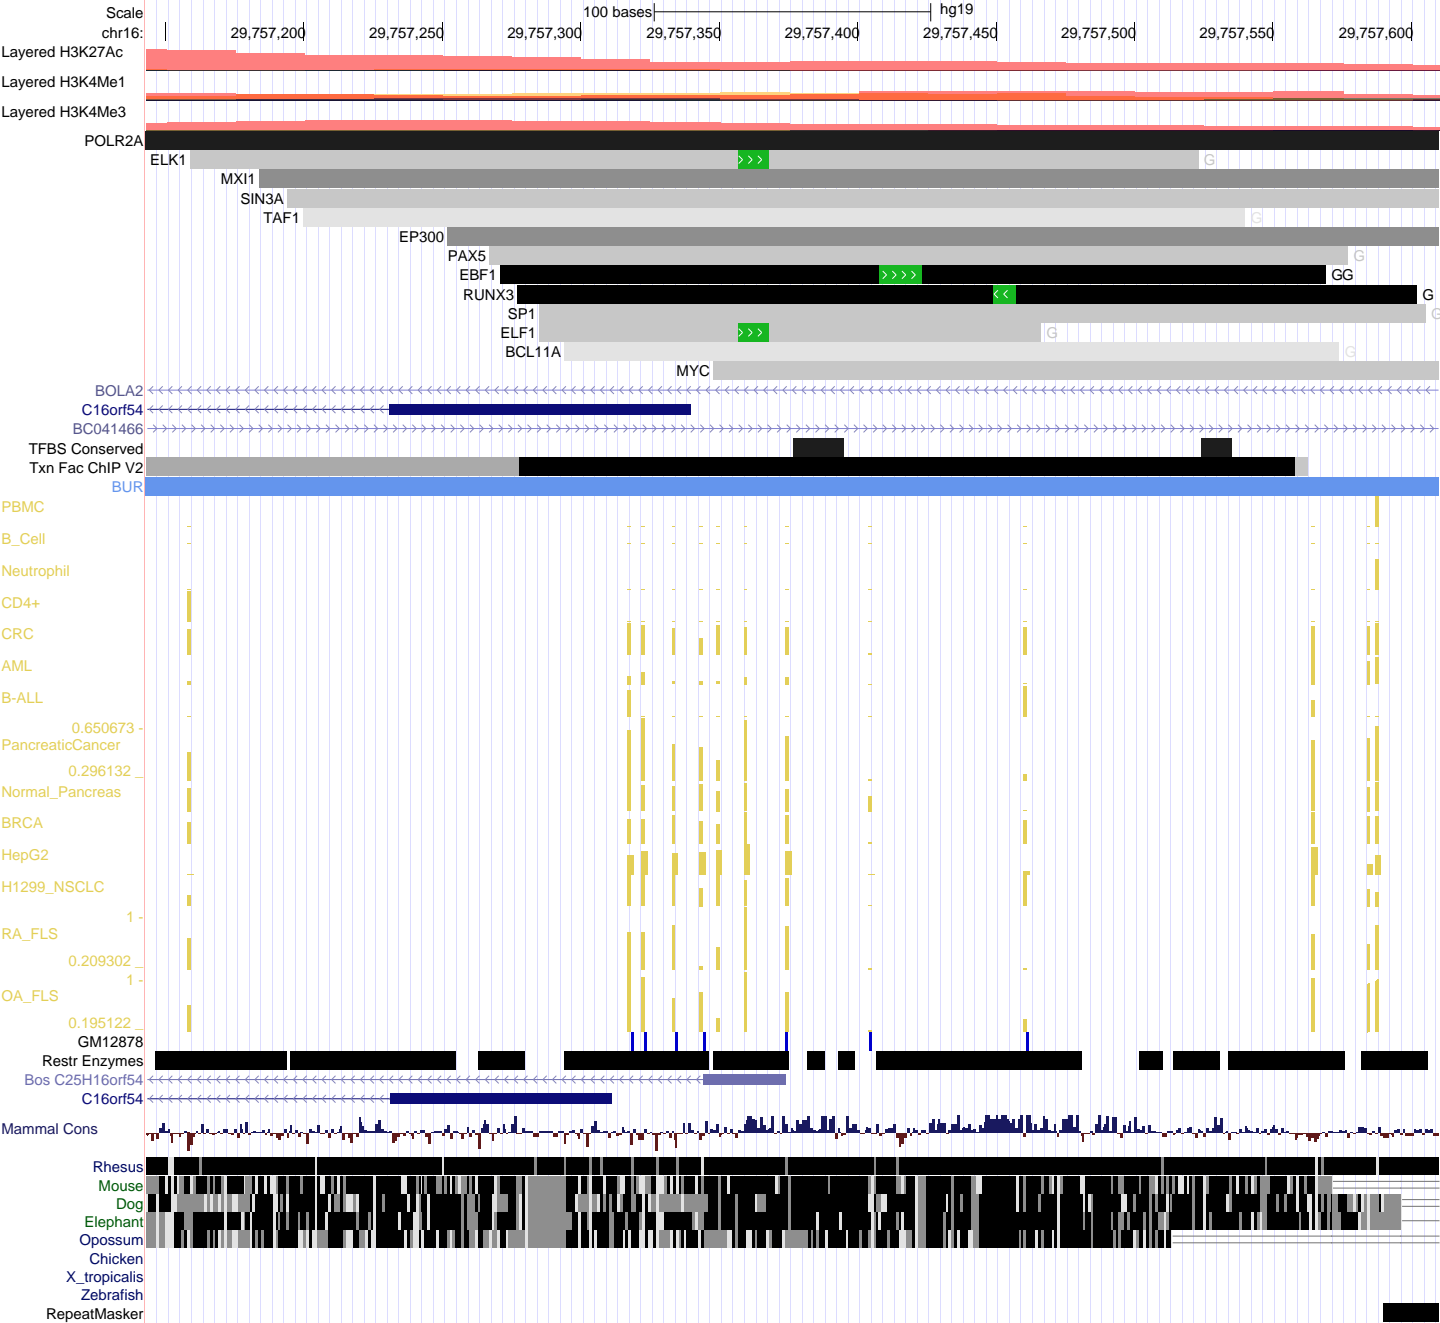 Scale 100 bases hg19
chr16: 29,757,200 29,757,250 29,757,300 29,757,350 29,757,400 29,757,450 29,757,500 29,757,550 29,757,600
Layered H3K27Ac
Layered H3K4Me1
Layered H3K4Me3
POLR2A
ELK1 G
MXI1
SIN3A
TAF1 G
EP300
PAX5 G
EBF1 GG
RUNX3 G
SP1 G
ELF1 G
BCL11A G
MYC
BOLA2
C16orf54
BC041466
TFBS Conserved
Txn Fac ChIP V2
BUR
PBMC
B_Cell
Neutrophil
CD4+
CRC
AML
B-ALL
0.650673 -
PancreaticCancer
0.296132 _
Normal_Pancreas
BRCA
HepG2
H1299_NSCLC
1 -
RA_FLS
0.209302 _
1 -
OA_FLS
0.195122 _
GM12878
Restr Enzymes
Bos C25H16orf54
C16orf54
Mammal Cons
Rhesus
Mouse
Dog
Elephant
Opossum
Chicken
X_tropicalis
Zebrafish
RepeatMasker